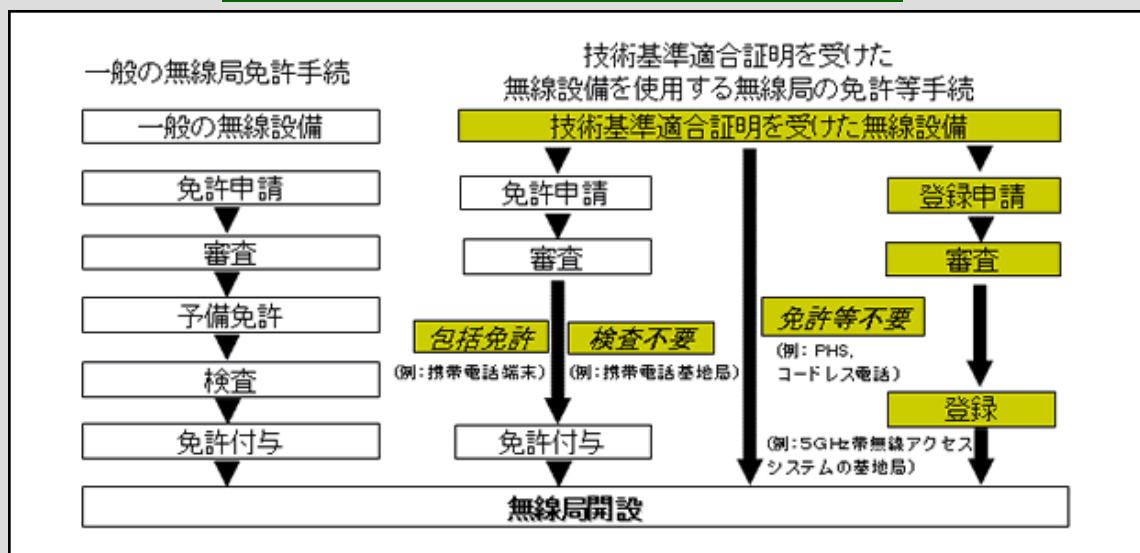 一般の無線局免許手続
一般の無線設備
免許申請
審査
予備免許
検査
免許付与
技術基準適合証明を受けた
無線設備を使用する無線局の免許等手続
技術基準適合証明を受けた無線設備
免許申請
審査
包括免許
(例:携帯電話端末)
検査不要
(例:携帯電話基地局)
免許付与
免許等不要
(例: PHS,
コードレス電話)
登録申請
審査
登録
(例:5GHz帯無線アクセス
システムの基地局)
無線局開設